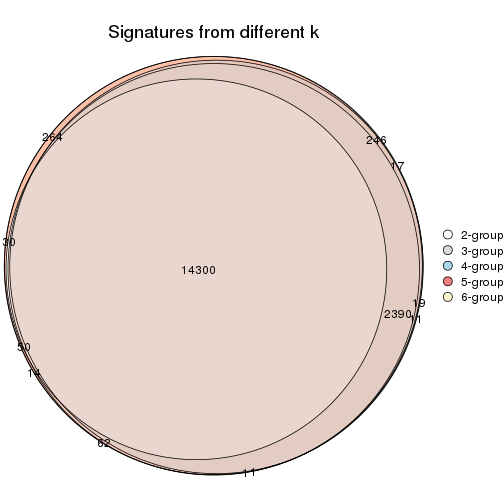 Signatures from different k
264
246
17
30
14300
19
2390
11
50
14
62
11
2-group
3-group
4-group
5-group
6-group